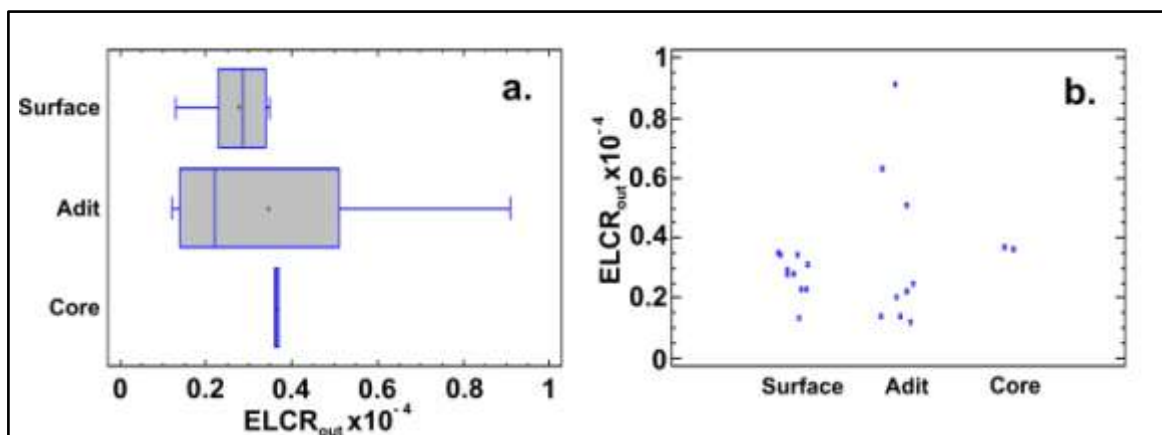 a.
Surface
Adit
Core
0 0.2 0.4 0.6 0.8 1
ELCRout x10-4
b.
1
0.8
0.6
0.4
0.2
0
ELCRout x10-4
Surface Adit Core